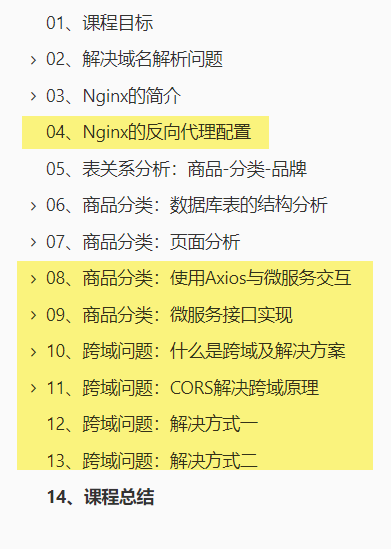 01、课程目标
02、解决域名解析问题
03、Nginx的简介
04、Nginx的反向代理配置
05、表关系分析：商品-分类-品牌
06、商品分类：数据库表的结构分析
07、商品分类：页面分析
08、商品分类：使用Axios与微服务交互
09、商品分类：微服务接口实现
10、跨域问题：什么是跨域及解决方案
11、跨域问题：CORS解决跨域原理
12、跨域问题：解决方式一
13、跨域问题：解决方式二
14、课程总结